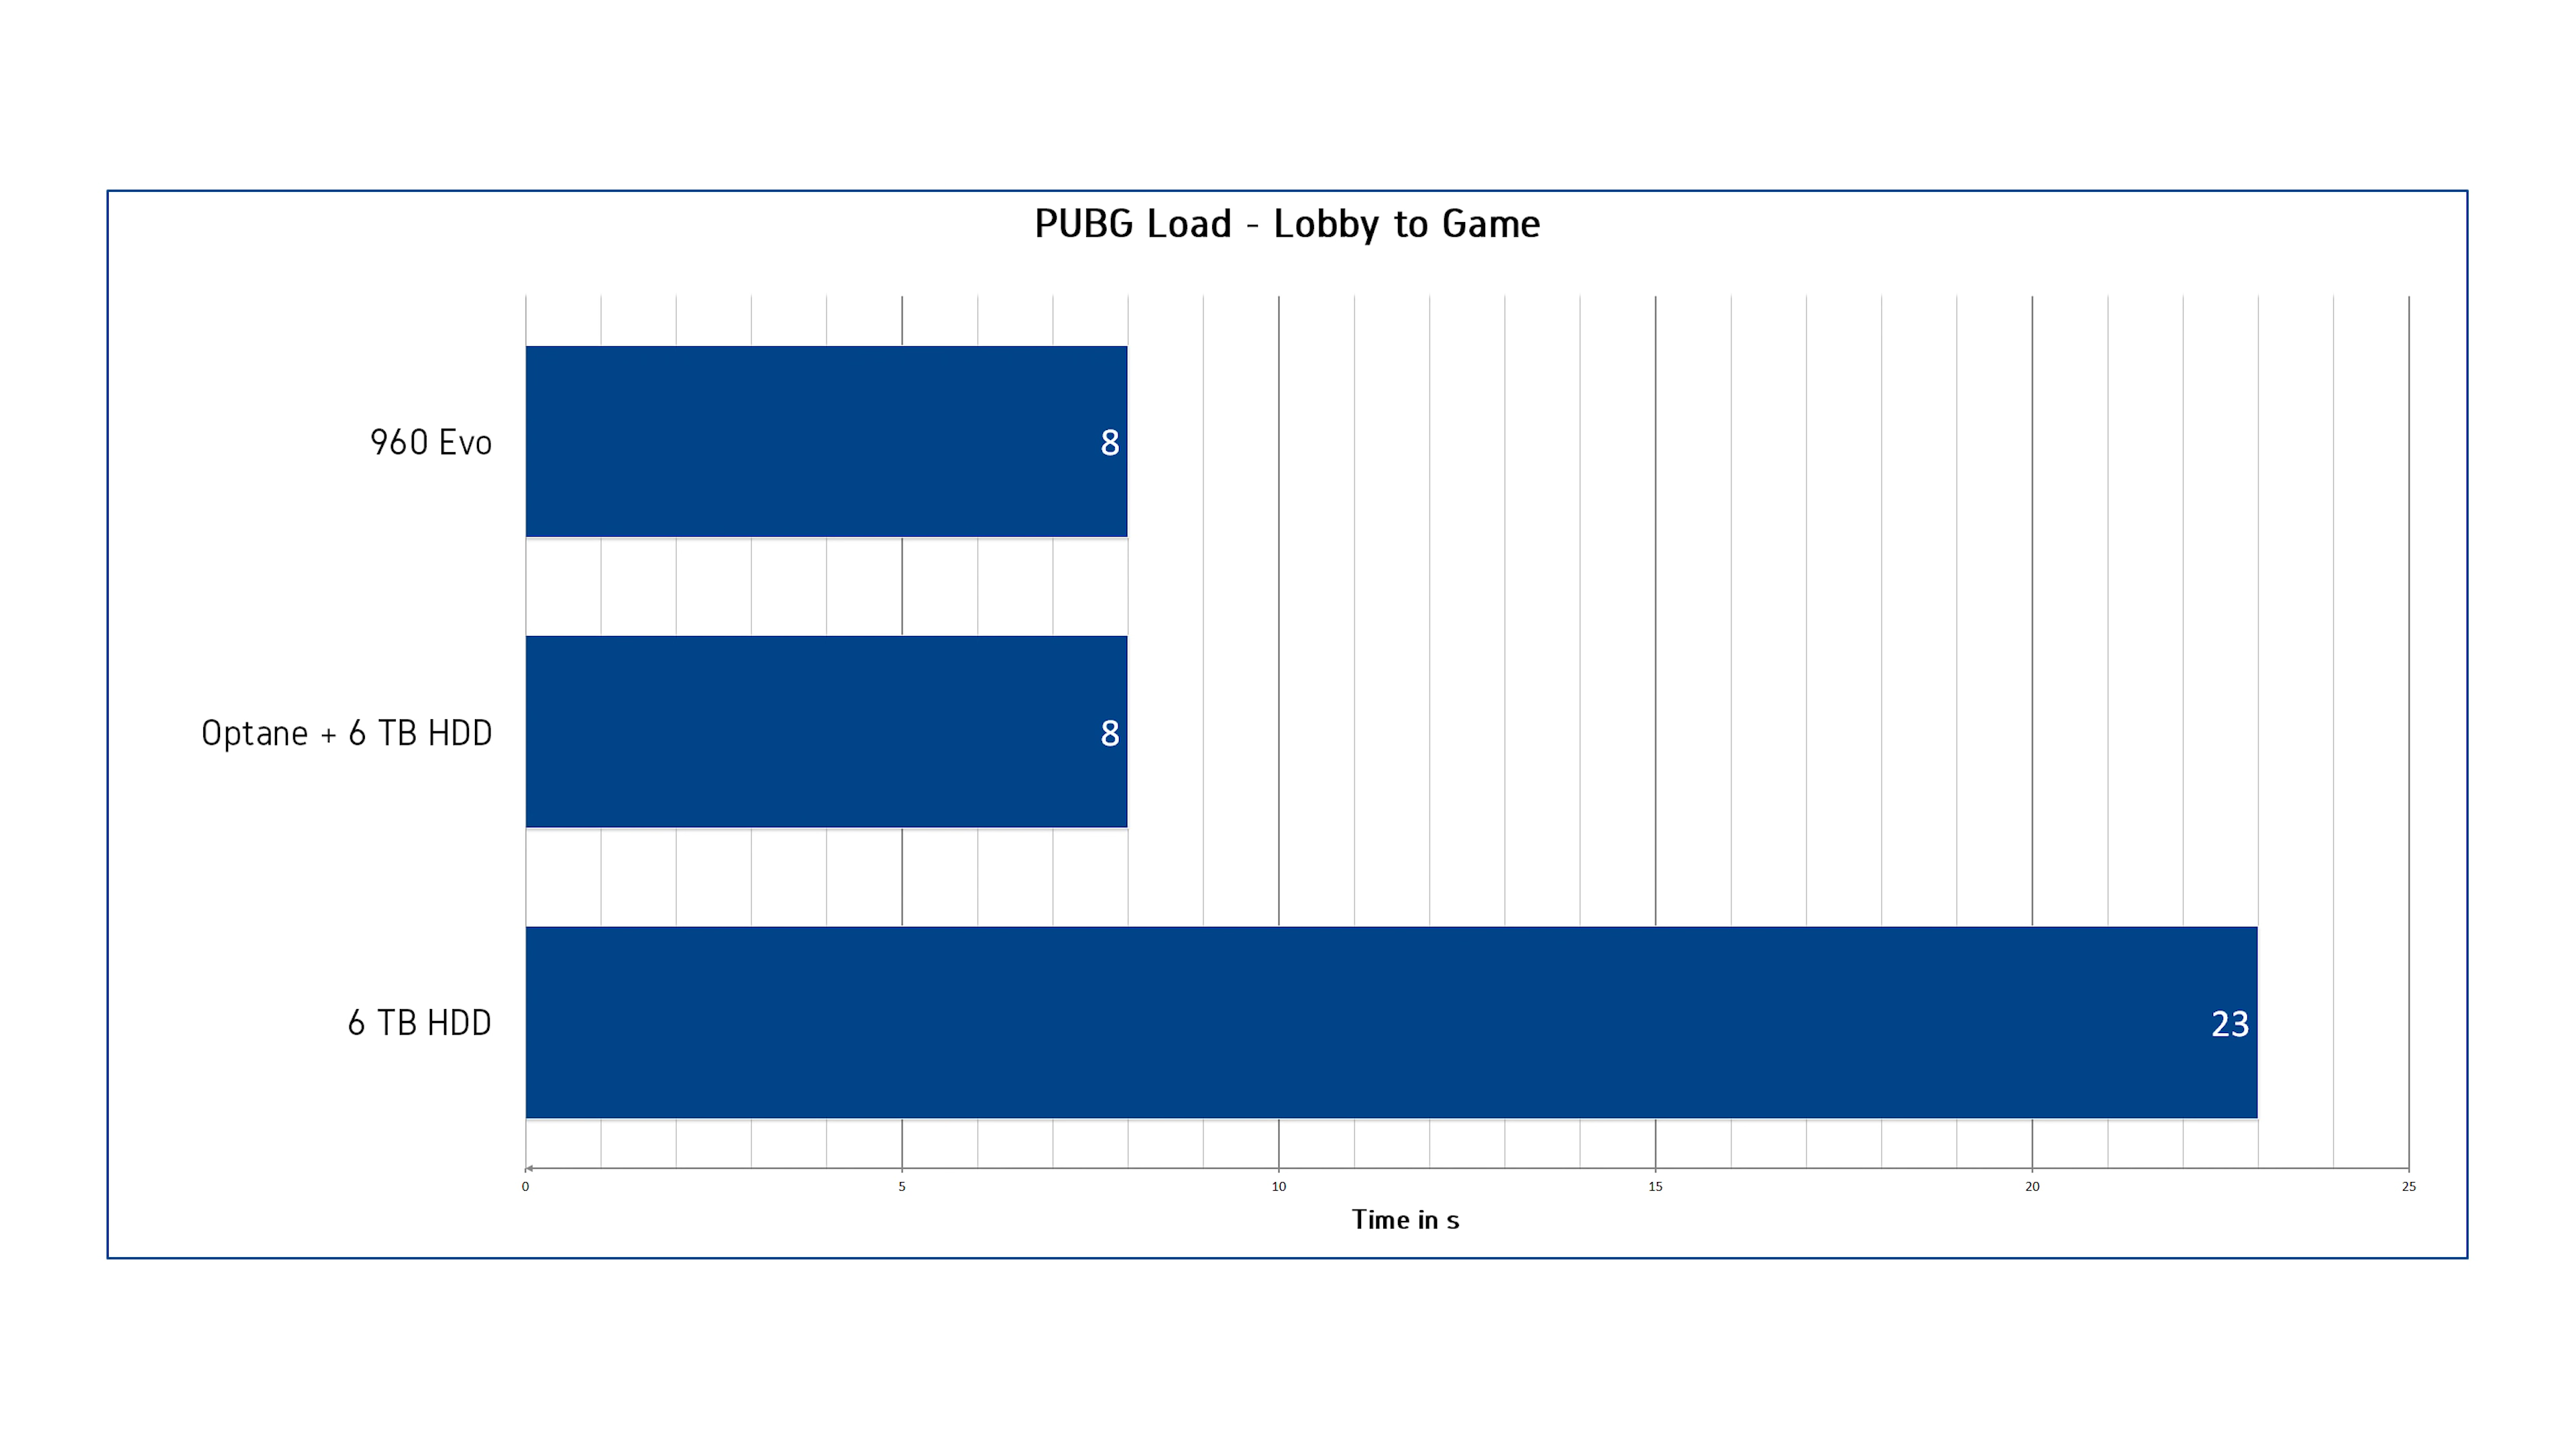 PUBG Load - Lobby to Game
960 Evo
8
Optane + 6 TB HDD
8
6 TB HDD
23
0 5 10 15 20 25
Time in s